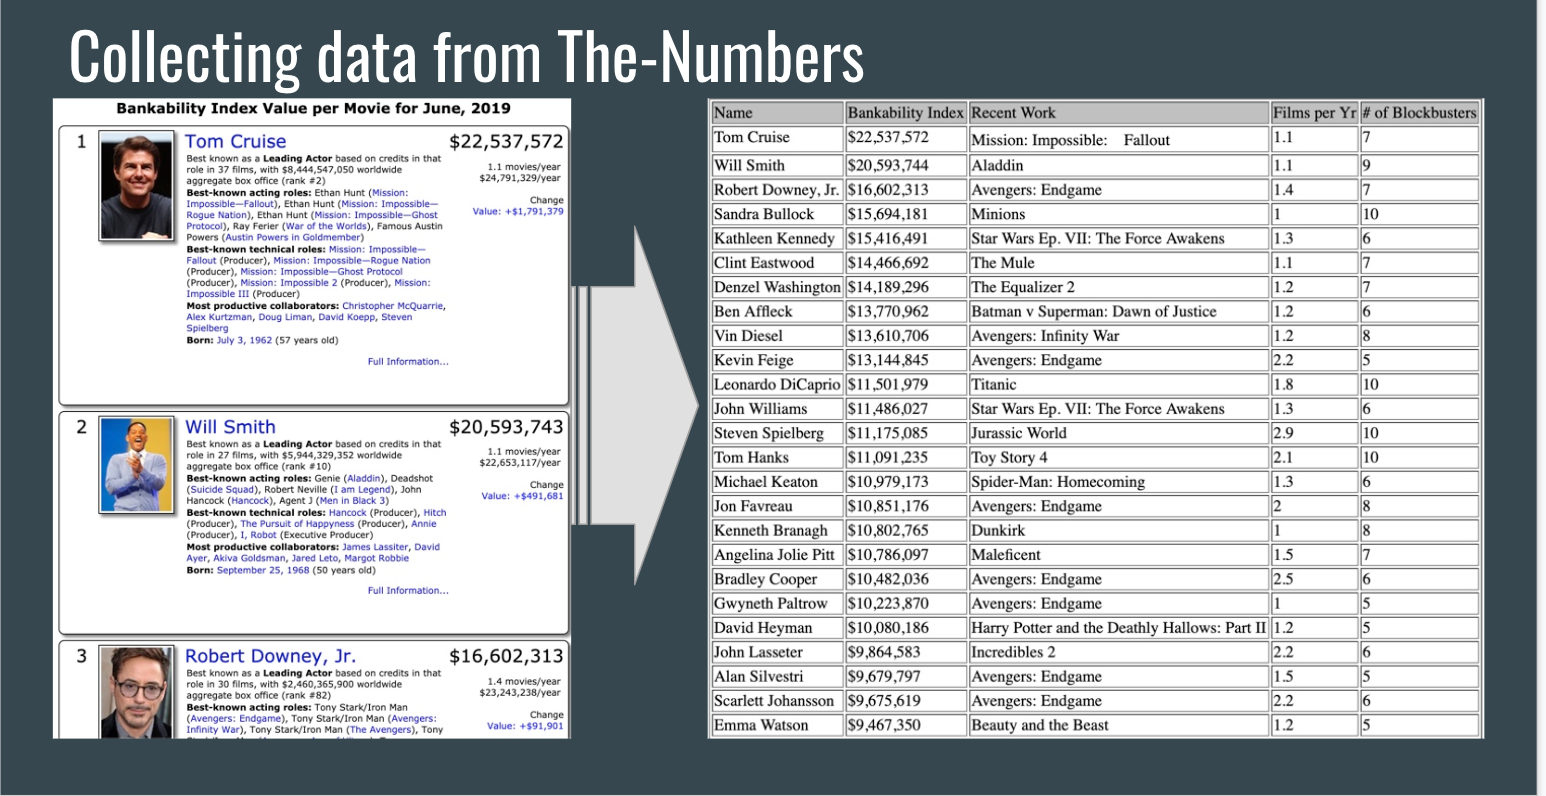 Collecting data from The-Numbers
Bankability Index Value per Movie for June, 2019
1
Tom Cruise
$22,537,572
Best known as a Leading Actor based on credits in that
role in 37 films, with $8,444,547,050 worldwide
aggregate box office (rank #2)
1.1 movies/year
$24,791,329/year
Best-known acting roles: Ethan Hunt (Mission:
Impossible—Fallout), Ethan Hunt (Mission: Impossible—
Rogue Nation), Ethan Hunt (Mission: Impossible—Ghost
Protocol), Ray Ferier (War of the Worlds), Famous Austin
Powers (Austin Powers in Goldmember)
Change
Value: +$1,791,379
Best-known technical roles: Mission: Impossible—
Fallout (Producer), Mission: Impossible—Rogue Nation
(Producer), Mission: Impossible—Ghost Protocol
(Producer), Mission: Impossible 2 (Producer), Mission:
Impossible III (Producer)
Most productive collaborators: Christopher McQuarrie,
Alex Kurtzman, Doug Liman, David Koepp, Steven
Spielberg
Born: July 3, 1962 (57 years old)
Full Information...
2
Will Smith
$20,593,743
Best known as a Leading Actor based on credits in that
role in 27 films, with $5,944,329,352 worldwide
aggregate box office (rank #10)
1.1 movies/year
$22,653,117/year
Best-known acting roles: Genie (Aladdin), Deadshot
(Suicide Squad), Robert Neville (I am Legend), John
Hancock (Hancock), Agent J (Men in Black 3)
Change
Value: +$491,681
Best-known technical roles: Hancock (Producer), Hitch
(Producer), The Pursuit of Happyness (Producer), Annie
(Producer), I, Robot (Executive Producer)
Most productive collaborators: James Lassiter, David
Ayer, Akiva Goldsman, Jared Leto, Margot Robbie
Born: September 25, 1968 (50 years old)
Full Information...
3
Robert Downey, Jr.
$16,602,313
Best known as a Leading Actor based on credits in that
role in 30 films, with $2,460,365,900 worldwide
aggregate box office (rank #82)
1.4 movies/year
$23,243,238/year
Best-known acting roles: Tony Stark/Iron Man
(Avengers: Endgame), Tony Stark/Iron Man (Avengers:
Infinity War), Tony Stark/Iron Man (The Avengers), Tony
Change
Value: +$91,901
Name Bankability Index Recent Work Films per Yr # of Blockbusters
Tom Cruise $22,537,572 Mission: Impossible: Fallout 1.1 7
Will Smith $20,593,744 Aladdin 1.1 9
Robert Downey, Jr. $16,602,313 Avengers: Endgame 1.4 7
Sandra Bullock $15,694,181 Minions 1 10
Kathleen Kennedy $15,416,491 Star Wars Ep. VII: The Force Awakens 1.3 6
Clint Eastwood $14,466,692 The Mule 1.1 7
Denzel Washington $14,189,296 The Equalizer 2 1.2 7
Ben Affleck $13,770,962 Batman v Superman: Dawn of Justice 1.2 6
Vin Diesel $13,610,706 Avengers: Infinity War 1.2 8
Kevin Feige $13,144,845 Avengers: Endgame 2.2 5
Leonardo DiCaprio $11,501,979 Titanic 1.8 10
John Williams $11,486,027 Star Wars Ep. VII: The Force Awakens 1.3 6
Steven Spielberg $11,175,085 Jurassic World 2.9 10
Tom Hanks $11,091,235 Toy Story 4 2.1 10
Michael Keaton $10,979,173 Spider-Man: Homecoming 1.3 6
Jon Favreau $10,851,176 Avengers: Endgame 2 8
Kenneth Branagh $10,802,765 Dunkirk 1 8
Angelina Jolie Pitt $10,786,097 Maleficent 1.5 7
Bradley Cooper $10,482,036 Avengers: Endgame 2.5 6
Gwyneth Paltrow $10,223,870 Avengers: Endgame 1 5
David Heyman $10,080,186 Harry Potter and the Deathly Hallows: Part II 1.2 5
John Lasseter $9,864,583 Incredibles 2 2.2 6
Alan Silvestri $9,679,797 Avengers: Endgame 1.5 5
Scarlett Johansson $9,675,619 Avengers: Endgame 2.2 6
Emma Watson $9,467,350 Beauty and the Beast 1.2 5